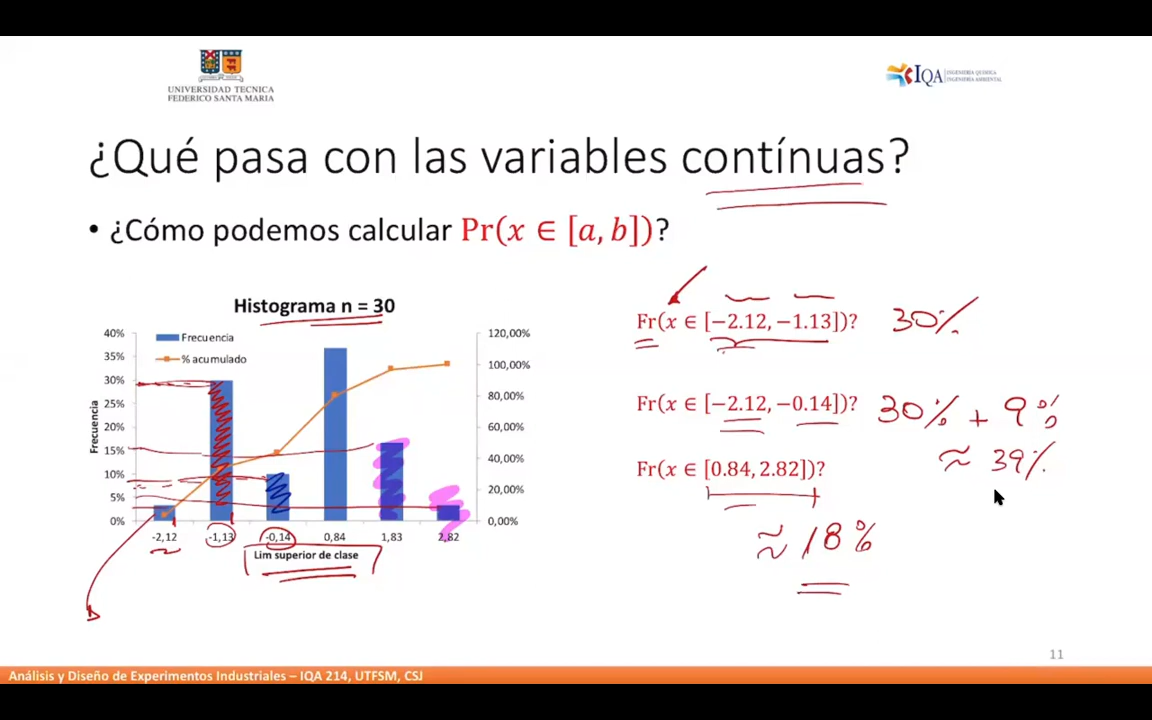 UNIVERSIDAD TECNICA
FEDERICO SANTA MARIA
IQA INGENIERÍA QUÍMICA
INGENIERÍA AMBIENTAL
¿Qué pasa con las variables contínuas?
• ¿Cómo podemos calcular Pr(x ∈ [a, b])?
Histograma n = 30
Frecuencia
% acumulado
40%
35%
30%
25%
20%
15%
10%
5%
0%
Frecuencia
120,00%
100,00%
80,00%
60,00%
40,00%
20,00%
0,00%
-2,12 -1,13 -0,14 0,84 1,83 2,82
Lim superior de clase
Fr(x ∈ [−2.12, −1.13])? 30%
Fr(x ∈ [−2.12, −0.14])? 30% + 9%
≈ 39%
Fr(x ∈ [0.84, 2.82])?
≈ 18%
11
Análisis y Diseño de Experimentos Industriales – IQA 214, UTFSM, CSJ